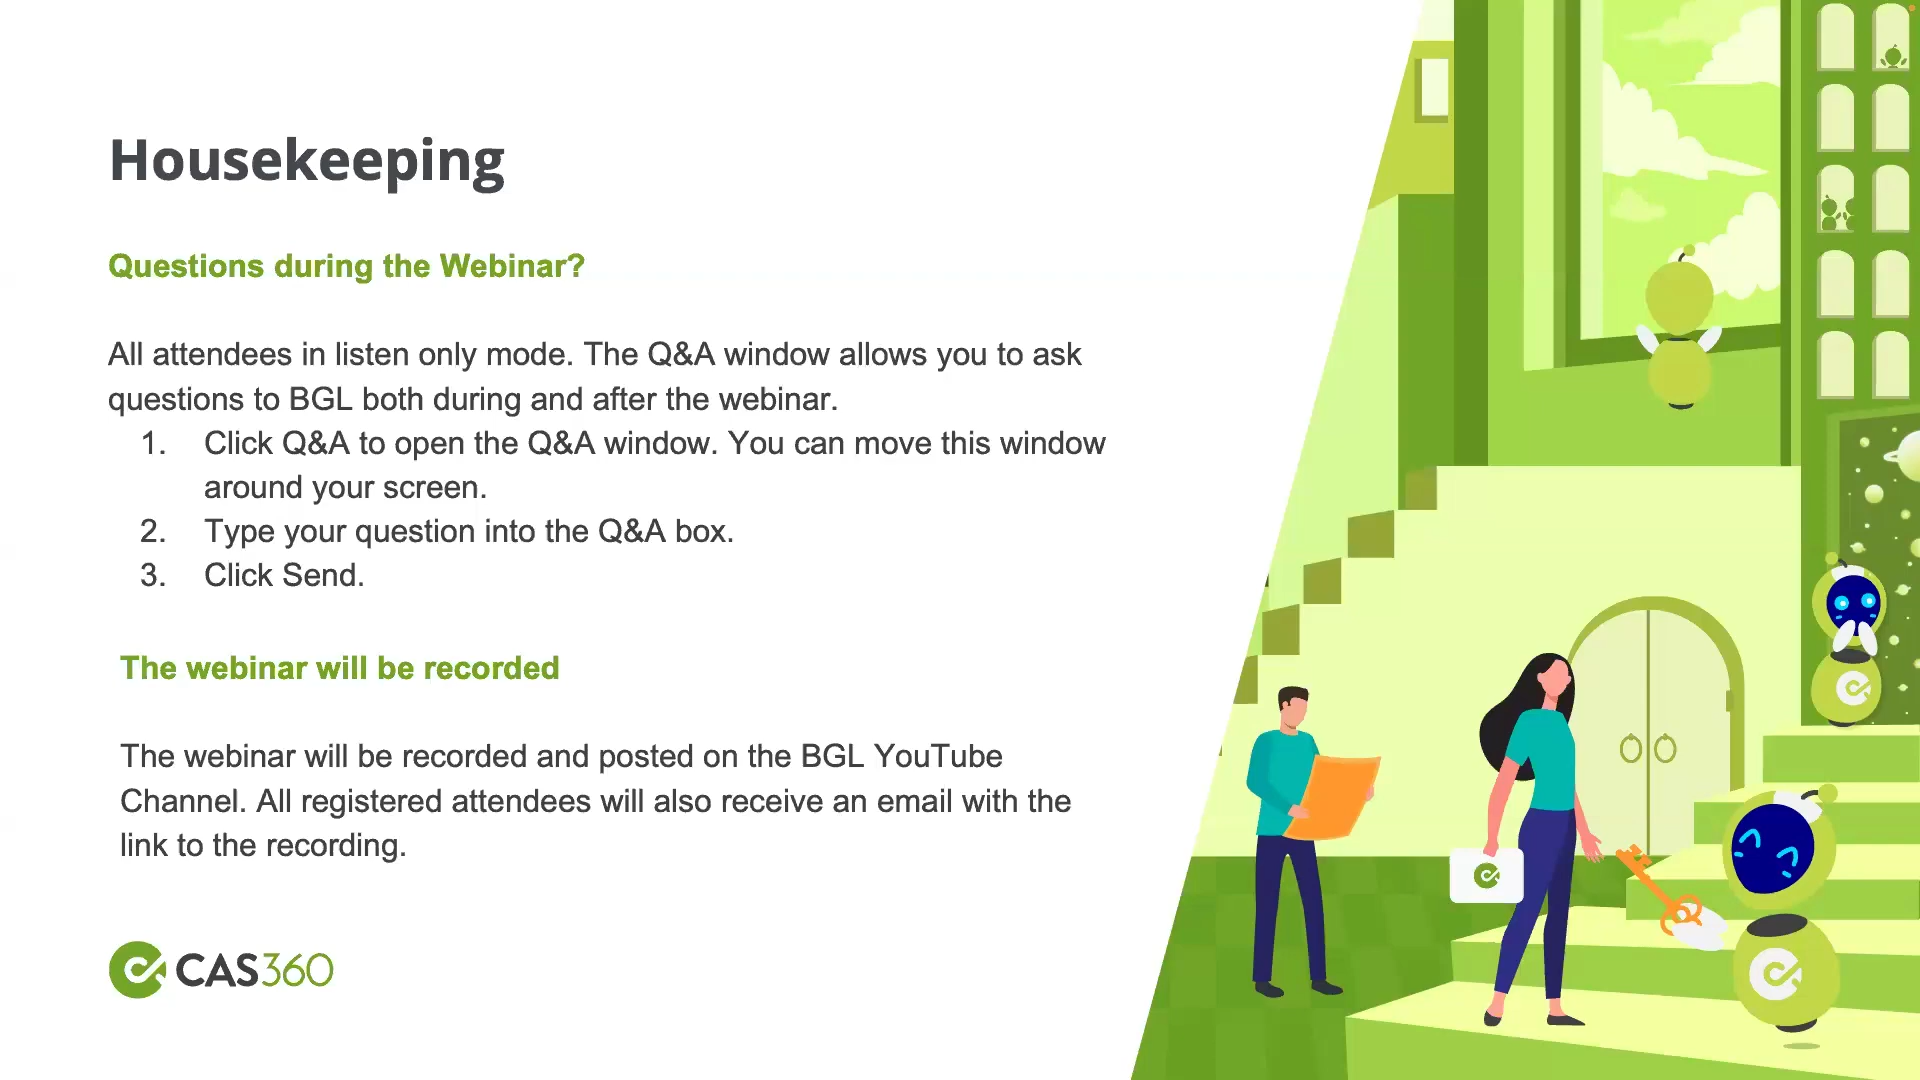 Housekeeping
Questions during the Webinar?
All attendees in listen only mode. The Q&A window allows you to ask
questions to BGL both during and after the webinar.
1. Click Q&A to open the Q&A window. You can move this window
around your screen.
2. Type your question into the Q&A box.
3. Click Send.
The webinar will be recorded
The webinar will be recorded and posted on the BGL YouTube
Channel. All registered attendees will also receive an email with the
link to the recording.
CAS360